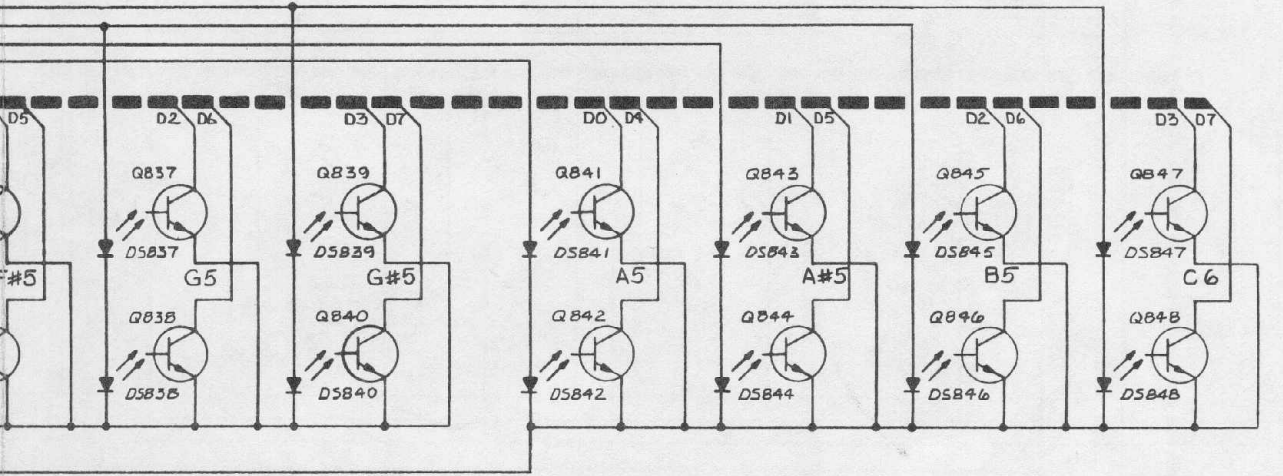 D5 D2 D6 D3 D7 D0 D4 D1 D5 D2 D6 D3 D7
Q837 Q839 Q841 Q843 Q845 Q847
DS837 DS839 DS841 DS843 DS845 DS847
F#5 G5 G#5 A5 A#5 B5 C6
Q838 Q840 Q842 Q844 Q846 Q848
DS838 DS840 DS842 DS844 DS846 DS848